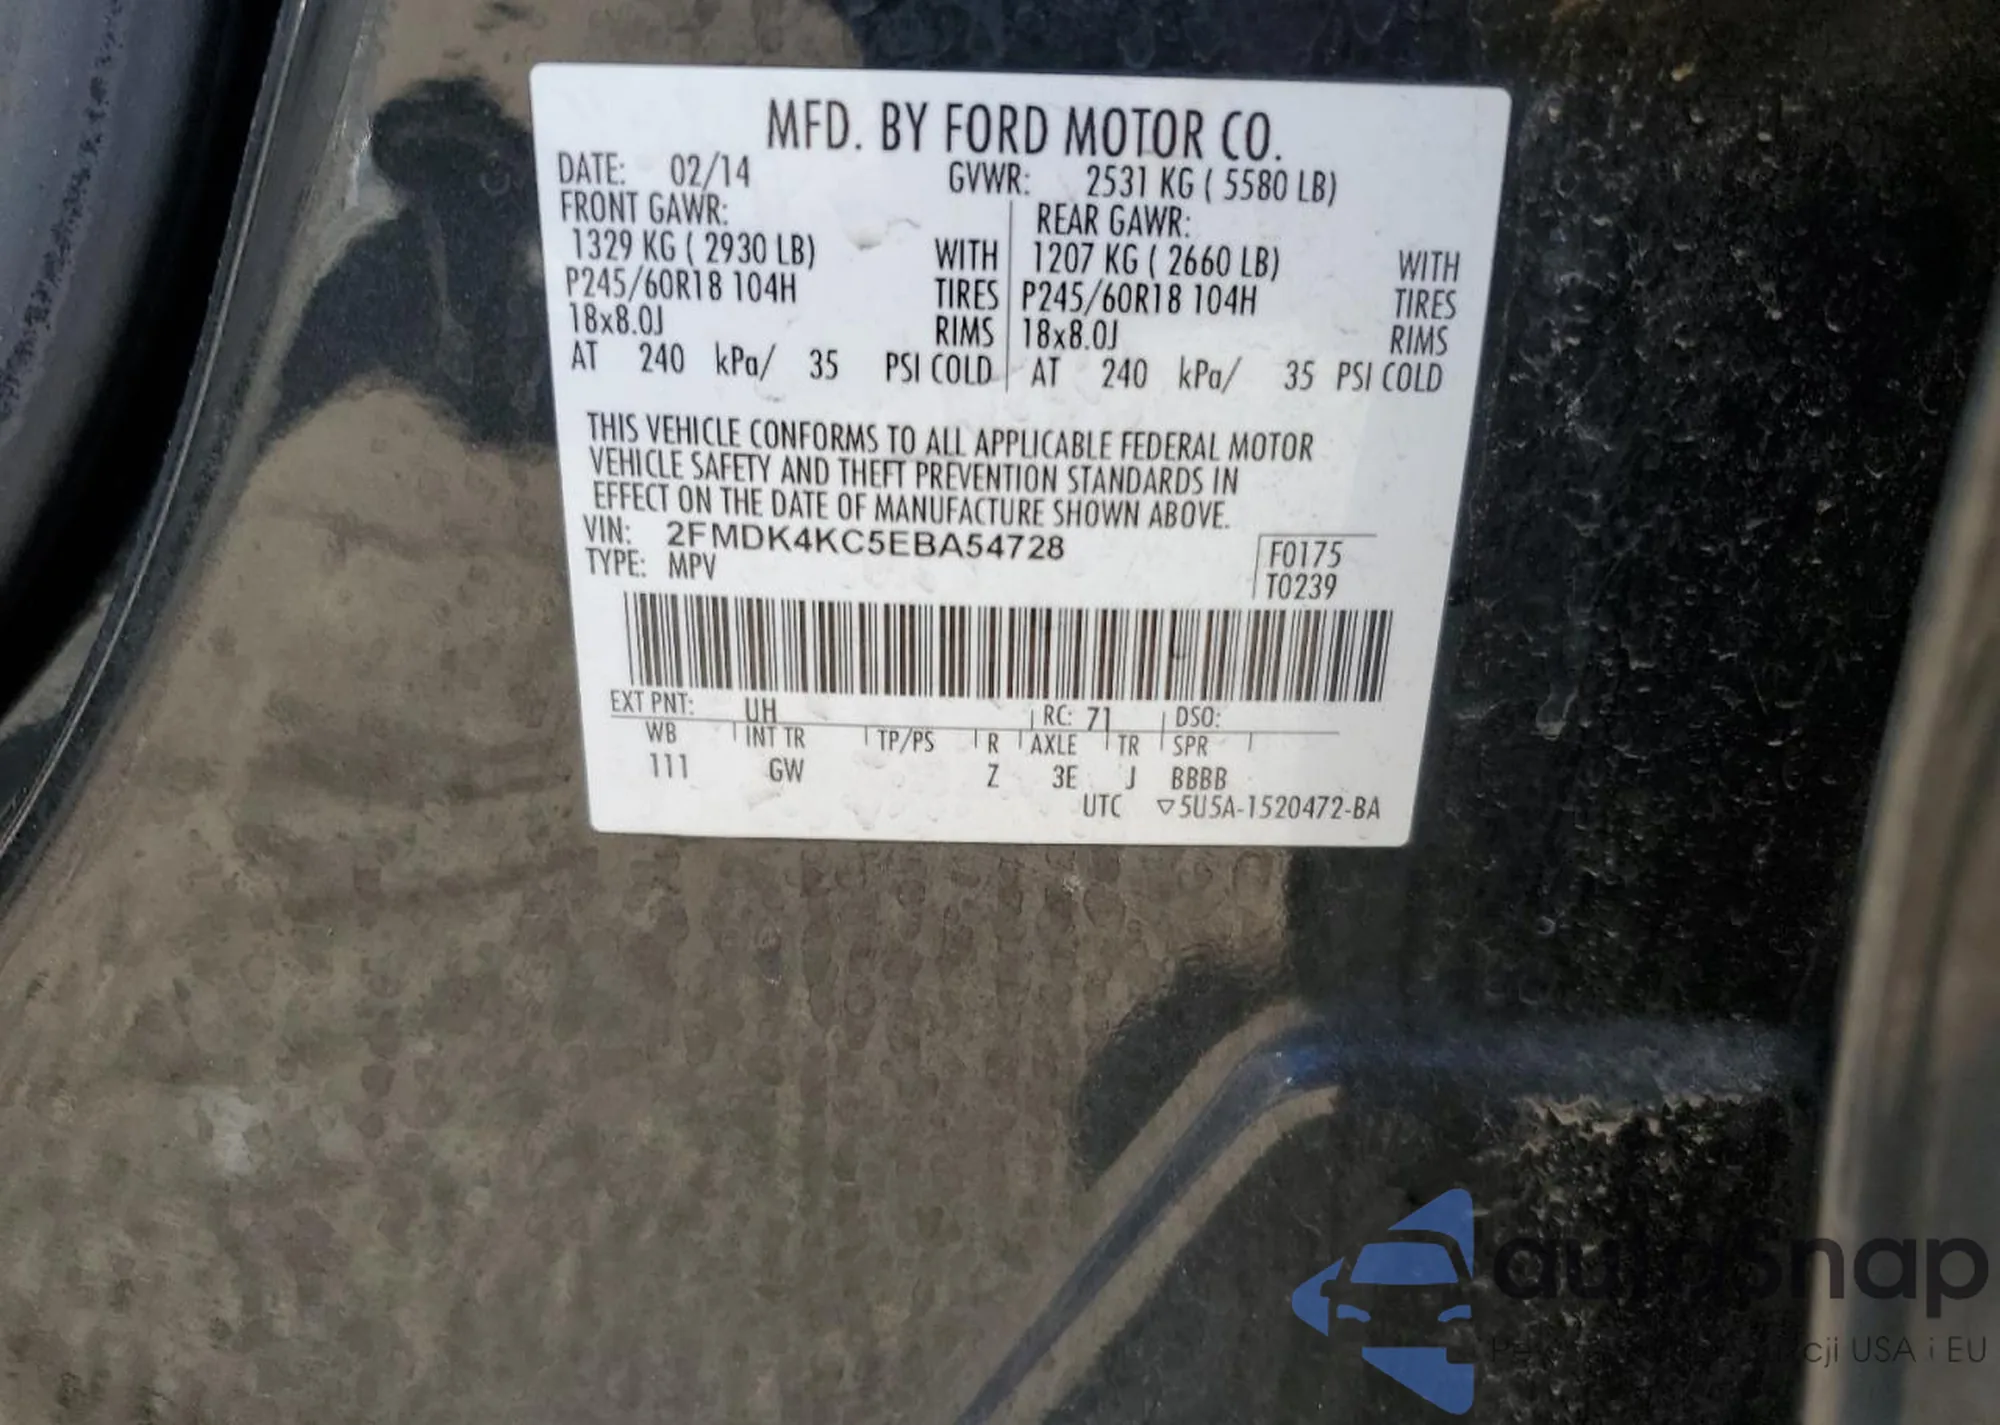 MFD. BY FORD MOTOR CO.
DATE: 02/14 GVWR: 2531 KG ( 5580 LB)
FRONT GAWR: REAR GAWR:
1329 KG ( 2930 LB) WITH 1207 KG ( 2660 LB) WITH
P245/60R18 104H TIRES P245/60R18 104H TIRES
18x8.0J RIMS 18x8.0J RIMS
AT 240 kPa/ 35 PSI COLD AT 240 kPa/ 35 PSI COLD
THIS VEHICLE CONFORMS TO ALL APPLICABLE FEDERAL MOTOR
VEHICLE SAFETY AND THEFT PREVENTION STANDARDS IN
EFFECT ON THE DATE OF MANUFACTURE SHOWN ABOVE.
VIN: 2FMDK4KC5EBA54728 F0175
TYPE: MPV T0239
EXT PNT: UH RC: 71 DSO:
WB INT TR TP/PS R AXLE TR SPR
111 GW Z 3E J BBBB
UTC ▽5U5A-1520472-BA
autosnap
USA i EU